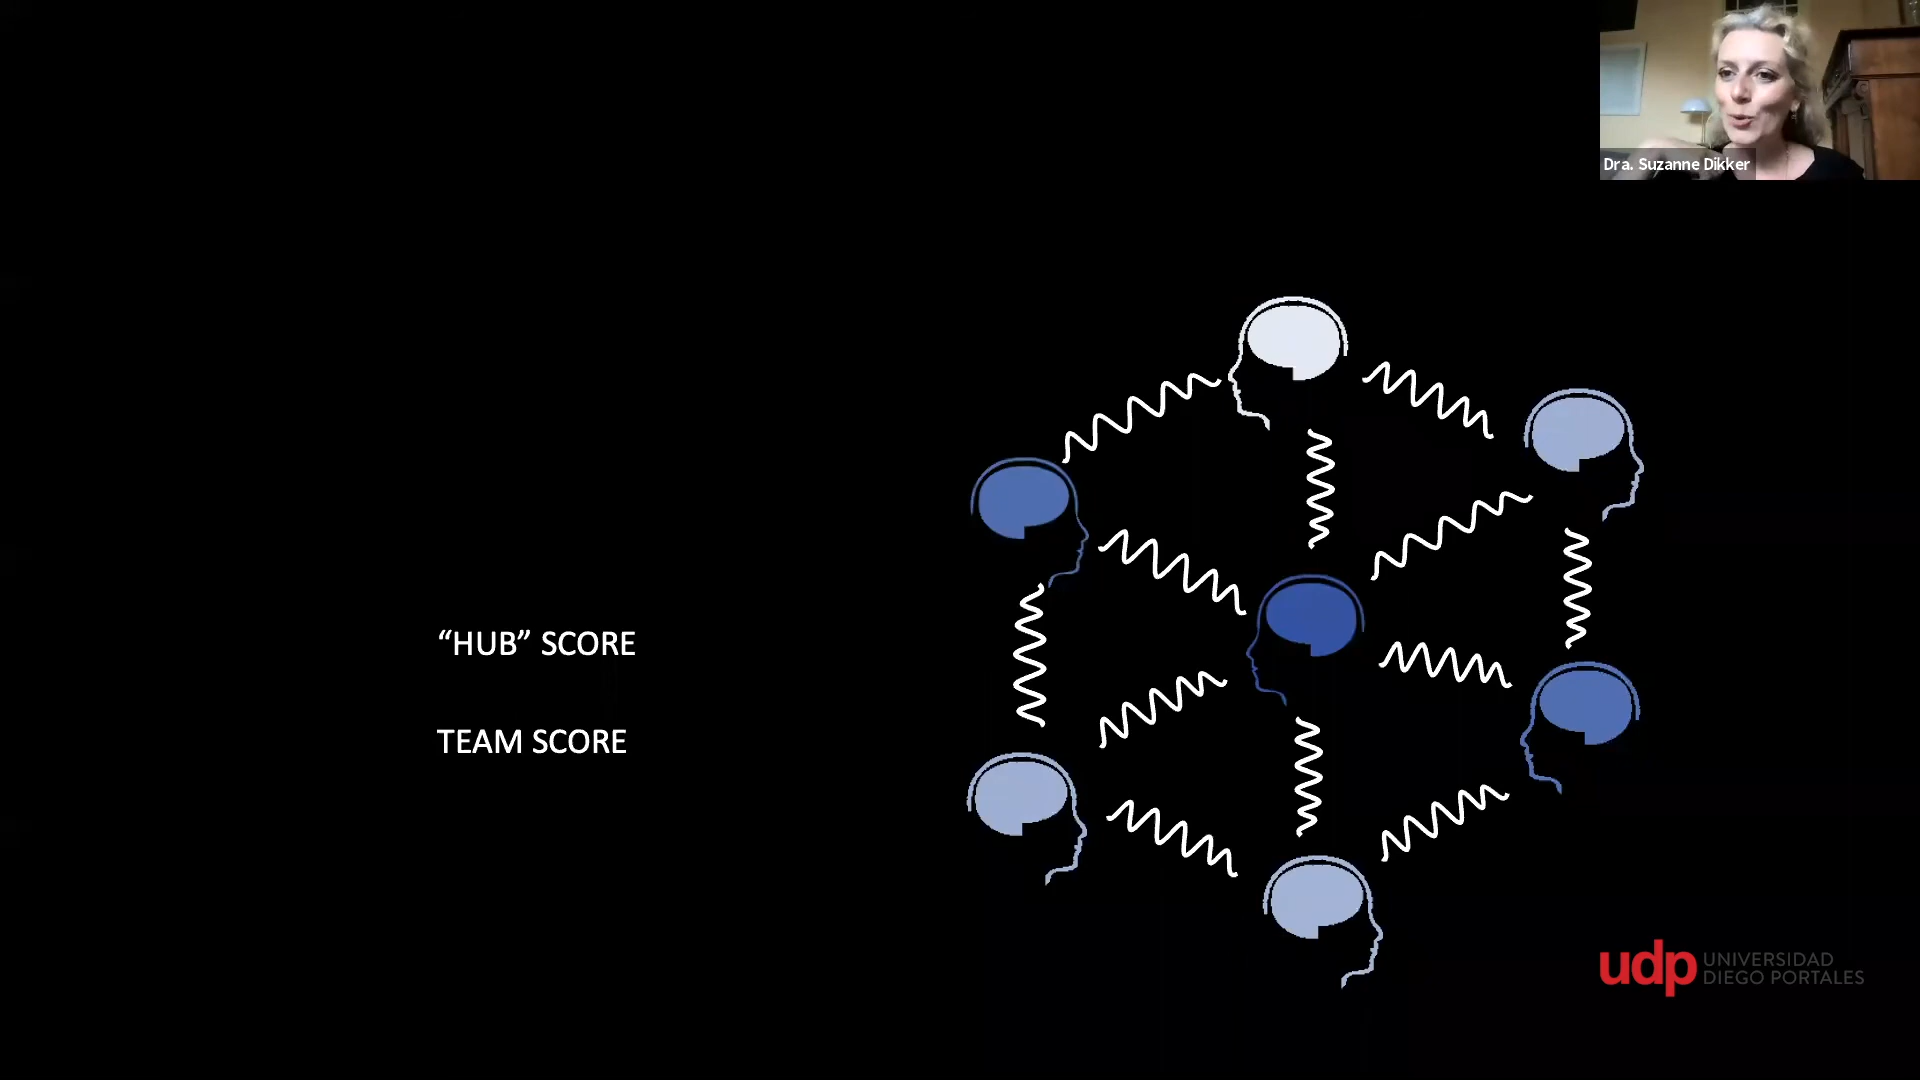 Dra. Suzanne Dikker
“HUB” SCORE
TEAM SCORE
udp UNIVERSIDAD
DIEGO PORTALES